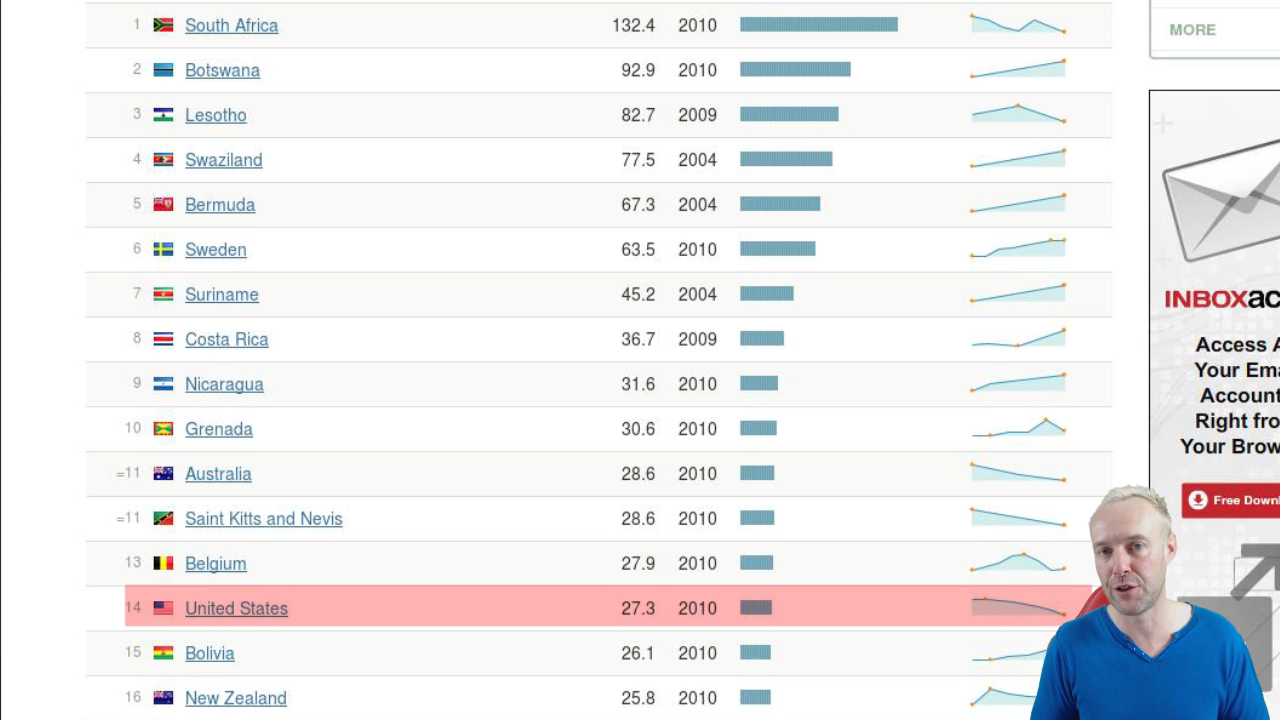 1 South Africa 132.4 2010
2 Botswana 92.9 2010
3 Lesotho 82.7 2009
4 Swaziland 77.5 2004
5 Bermuda 67.3 2004
6 Sweden 63.5 2010
7 Suriname 45.2 2004
8 Costa Rica 36.7 2009
9 Nicaragua 31.6 2010
10 Grenada 30.6 2010
=11 Australia 28.6 2010
=11 Saint Kitts and Nevis 28.6 2010
13 Belgium 27.9 2010
14 United States 27.3 2010
15 Bolivia 26.1 2010
16 New Zealand 25.8 2010
MORE
INBOXac
Access A
Your Ema
Account
Right fro
Your Brow
Free Down